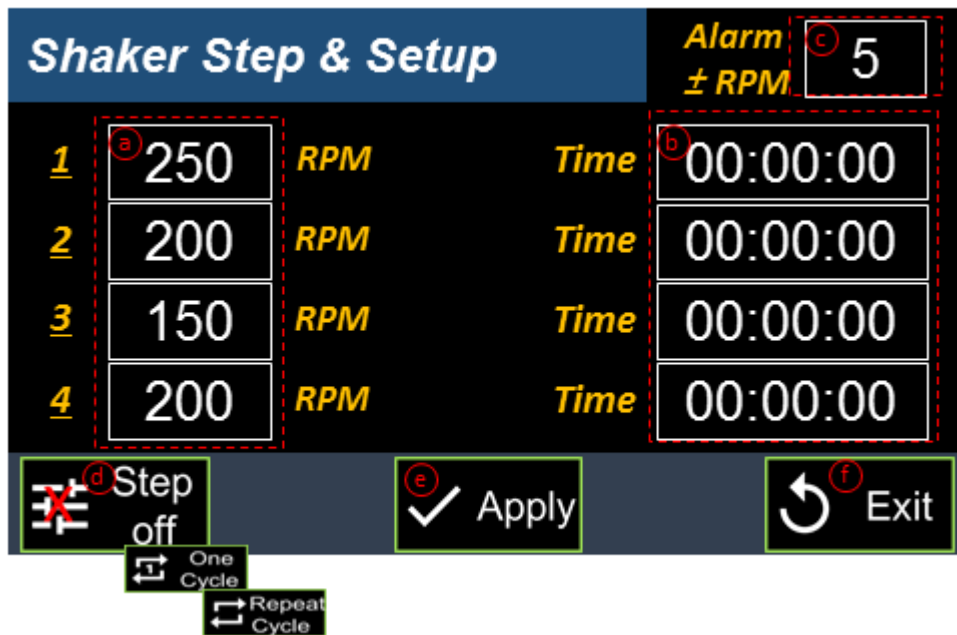 Shaker Step & Setup
Alarm
± RPM
c
5
1
a
250
RPM
Time
b
00:00:00
2
200
RPM
Time
00:00:00
3
150
RPM
Time
00:00:00
4
200
RPM
Time
00:00:00
d
Step
off
e
Apply
f
Exit
1
One
Cycle
Repeat
Cycle